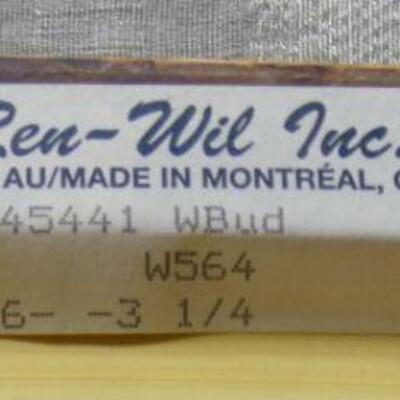 Ren-Wil Inc.
AU/MADE IN MONTRÉAL, C
45441 WBud
W564
6- -3 1/4